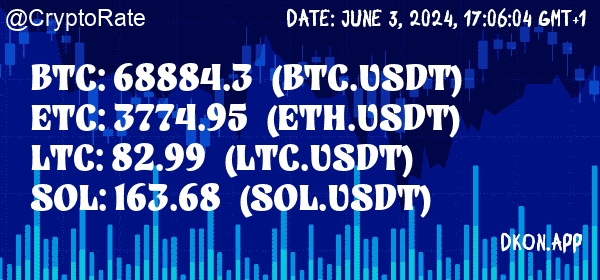 @CryptoRate
DATE: JUNE 3, 2024, 17:06:04 GMT+1
BTC: 68884.3 (BTC.USDT)
ETC: 3774.95 (ETH.USDT)
LTC: 82.99 (LTC.USDT)
SOL: 163.68 (SOL.USDT)
DKON.APP